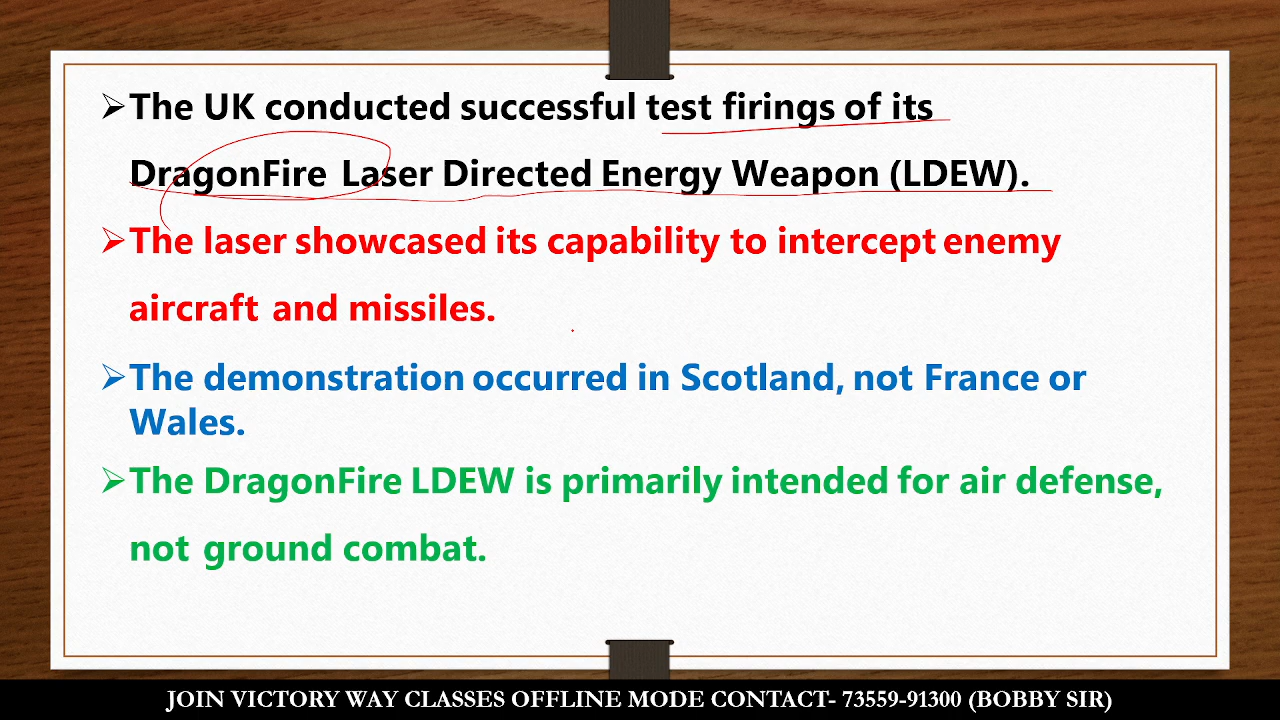 ➢The UK conducted successful test firings of its
DragonFire Laser Directed Energy Weapon (LDEW).
➢The laser showcased its capability to intercept enemy
aircraft and missiles.
➢The demonstration occurred in Scotland, not France or
Wales.
➢The DragonFire LDEW is primarily intended for air defense,
not ground combat.
JOIN VICTORY WAY CLASSES OFFLINE MODE CONTACT- 73559-91300 (BOBBY SIR)